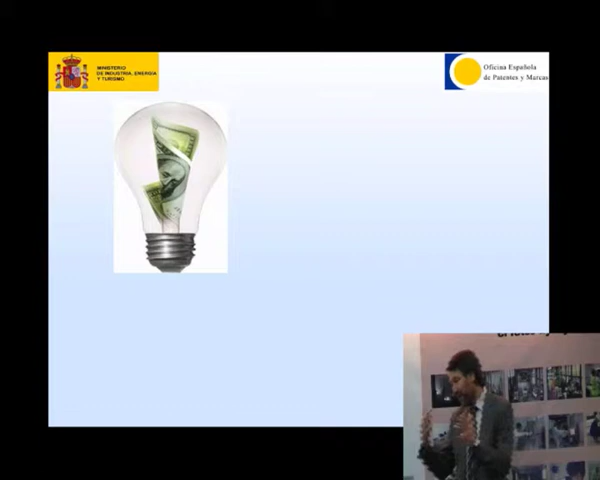 MINISTERIO
DE INDUSTRIA, ENERGÍA
Y TURISMO
Oficina Española
de Patentes y Marcas